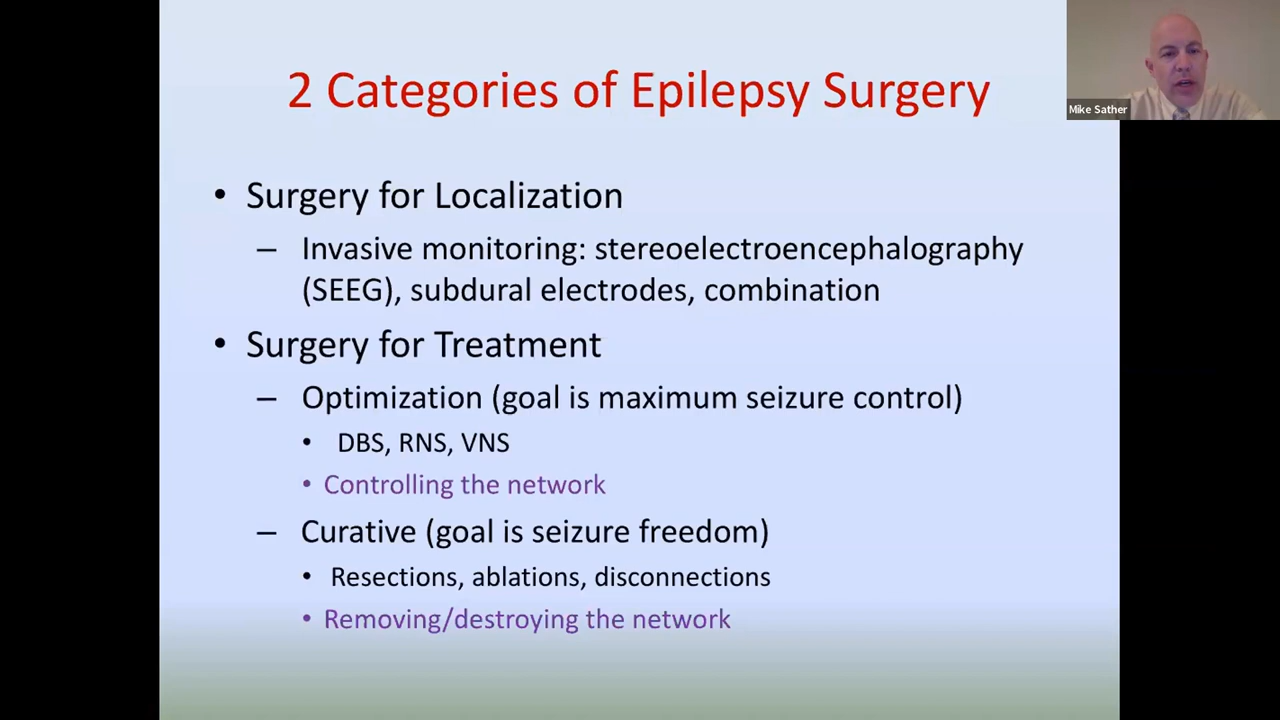 2 Categories of Epilepsy Surgery
Mike Sather
• Surgery for Localization
– Invasive monitoring: stereoelectroencephalography
(SEEG), subdural electrodes, combination
• Surgery for Treatment
– Optimization (goal is maximum seizure control)
• DBS, RNS, VNS
• Controlling the network
– Curative (goal is seizure freedom)
• Resections, ablations, disconnections
• Removing/destroying the network